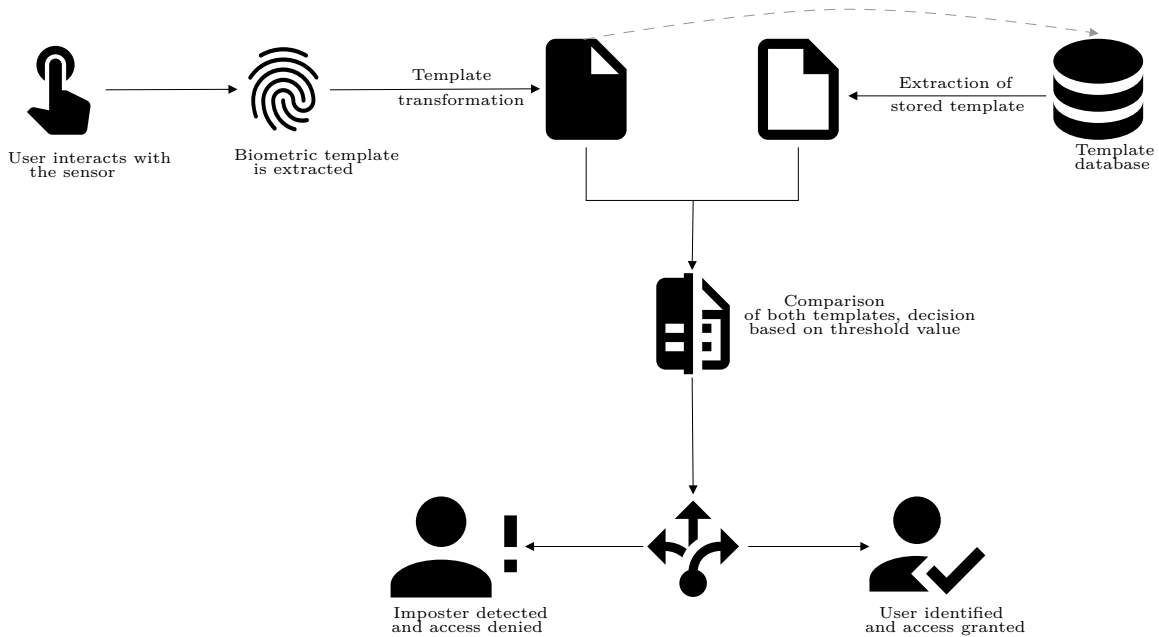 User interacts with
the sensor
Biometric template
is extracted
Template
transformation
Extraction of
stored template
Template
database
Comparison
of both templates, decision
based on threshold value
Imposter detected
and access denied
User identified
and access granted